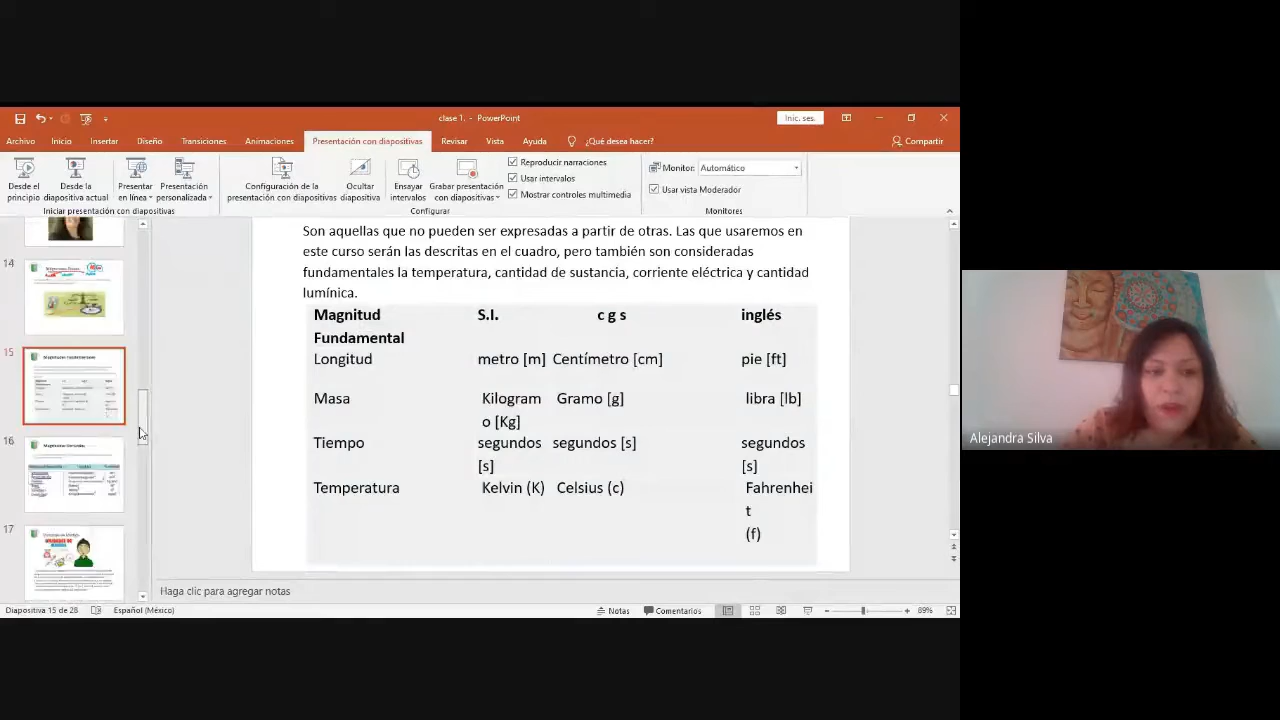 clase 1. - PowerPoint
Inic. ses.
Archivo Inicio Insertar Diseño Transiciones Animaciones Presentación con diapositivas Revisar Vista Ayuda ¿Qué desea hacer? Compartir
Desde el principio
Desde la diapositiva actual
Presentar en línea
Presentación personalizada
Iniciar presentación con diapositivas
Configuración de la presentación con diapositivas
Ocultar diapositiva
Ensayar intervalos
Grabar presentación con diapositivas
Reproducir narraciones
Usar intervalos
Mostrar controles multimedia
Configurar
Monitor: Automático
Usar vista Moderador
Monitores
14
15
Magnitudes Fundamentales
16
17
Son aquellas que no pueden ser expresadas a partir de otras. Las que usaremos en
este curso serán las descritas en el cuadro, pero también son consideradas
fundamentales la temperatura, cantidad de sustancia, corriente eléctrica y cantidad
lumínica.
Magnitud S.I. c g s inglés
Fundamental
Longitud metro [m] Centímetro [cm] pie [ft]
Masa Kilogram Gramo [g] libra [lb]
o [Kg]
Tiempo segundos segundos [s] segundos
[s] [s]
Temperatura Kelvin (K) Celsius (c) Fahrenhei
t
(f)
Haga clic para agregar notas
Diapositiva 15 de 28 Español (México) Notas Comentarios 89%
Alejandra Silva